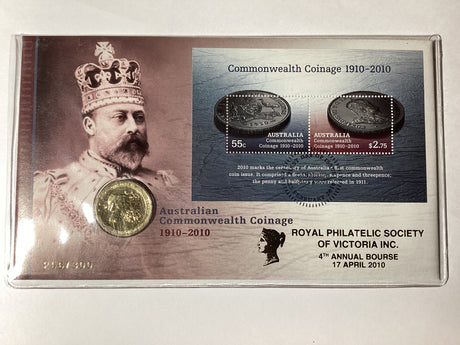 Commonwealth Coinage 1910-2010
55c
AUSTRALIA
Commonwealth
Coinage 1910-2010
AUSTRALIA
Commonwealth
Coinage 1910-2010
$2.75
2010 marks the centenary of Australia's first commonwealth
coin issue. It comprised a florin, shilling, sixpence and threepence;
the penny and halfpenny were released in 1911.
Australian
Commonwealth Coinage
1910-2010
ROYAL PHILATELIC SOCIETY
OF VICTORIA INC.
4TH ANNUAL BOURSE
17 APRIL 2010
/300